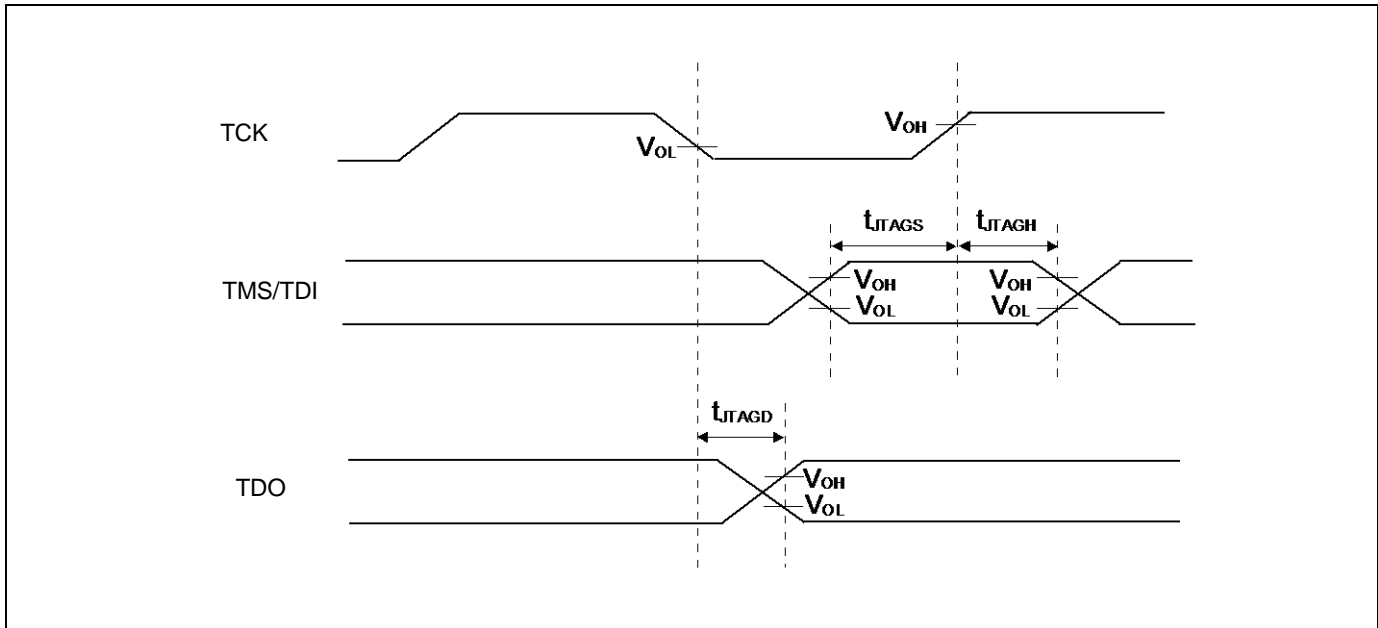 TCK
VOL
VOH
tJTAGS
tJTAGH
TMS/TDI
VOH
VOL
VOH
VOL
tJTAGD
TDO
VOH
VOL